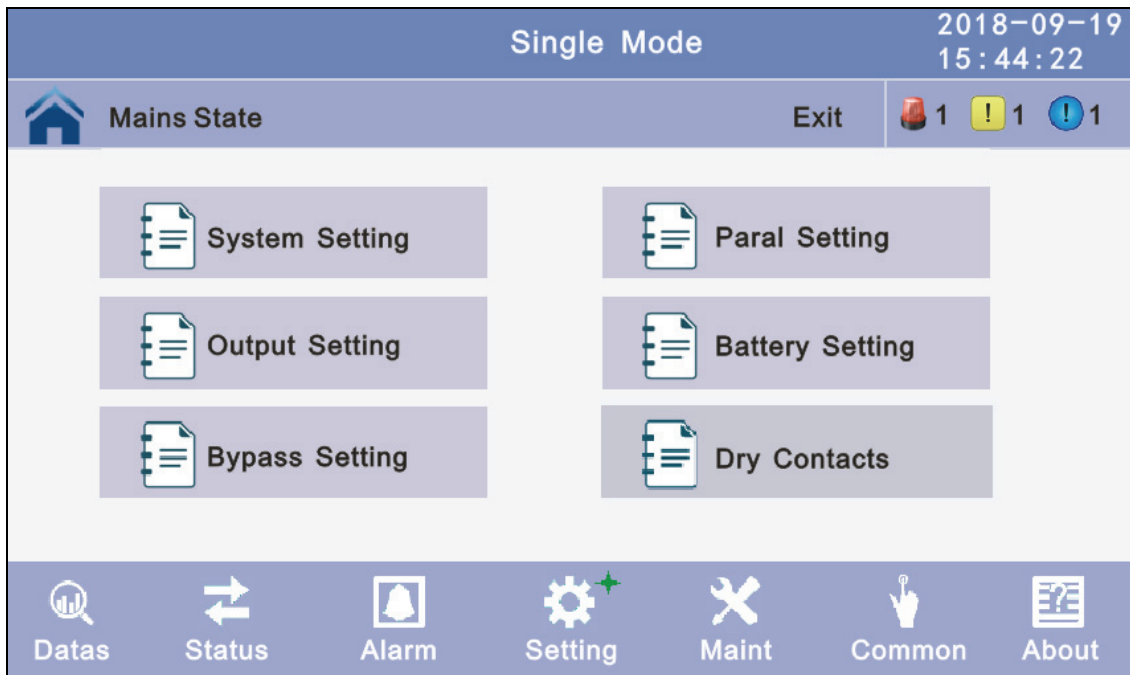 Single Mode
2018-09-19
15:44:22
Mains State
Exit
1
! 1
! 1
System Setting
Paral Setting
Output Setting
Battery Setting
Bypass Setting
Dry Contacts
Datas
Status
Alarm
Setting
Maint
Common
?
About